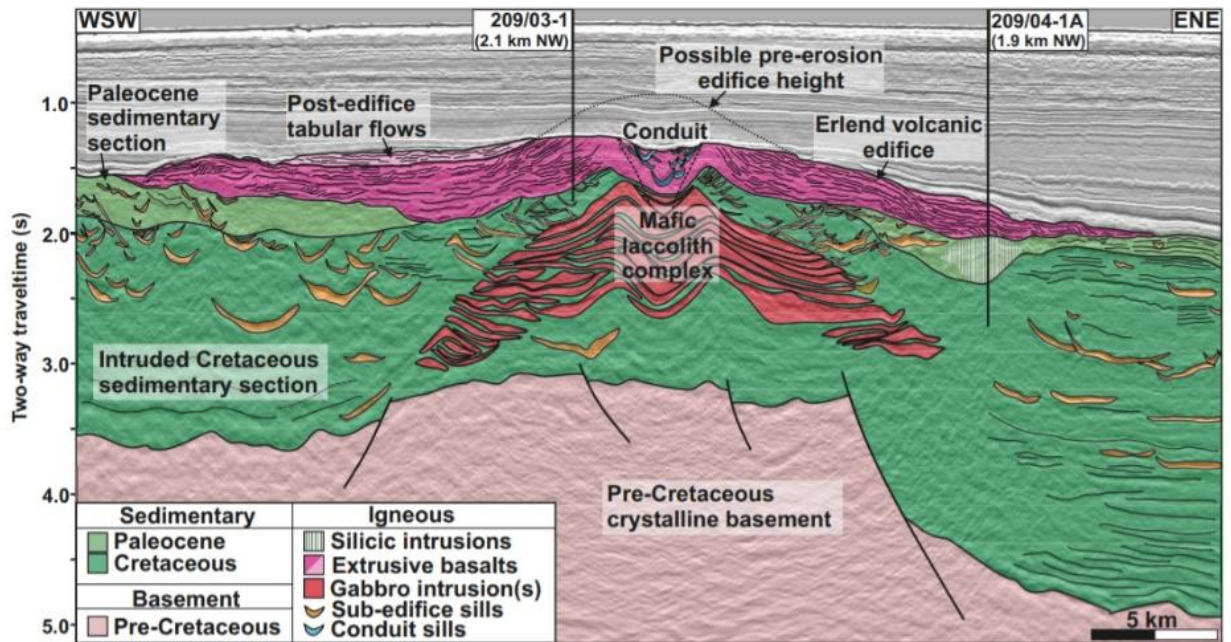 WSW
209/03-1
(2.1 km NW)
209/04-1A
(1.9 km NW)
ENE
Possible pre-erosion
edifice height
Paleocene
sedimentary
section
Post-edifice
tabular flows
Conduit
Erlend volcanic
edifice
Mafic
laccolith
complex
Intruded Cretaceous
sedimentary section
Pre-Cretaceous
crystalline basement
Two-way traveltime (s)
1.0
2.0
3.0
4.0
5.0
Sedimentary
Paleocene
Cretaceous
Basement
Pre-Cretaceous
Igneous
Silicic intrusions
Extrusive basalts
Gabbro intrusion(s)
Sub-edifice sills
Conduit sills
5 km